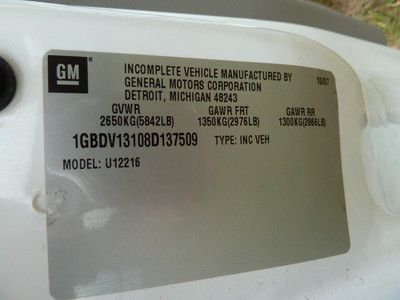 GM ®
INCOMPLETE VEHICLE MANUFACTURED BY 10/07
GENERAL MOTORS CORPORATION
DETROIT, MICHIGAN 48243
GVWR GAWR FRT GAWR RR
2650KG(5842LB) 1350KG(2976LB) 1300KG(2866LB)
1GBDV13108D137509 TYPE: INC VEH
MODEL: U12216